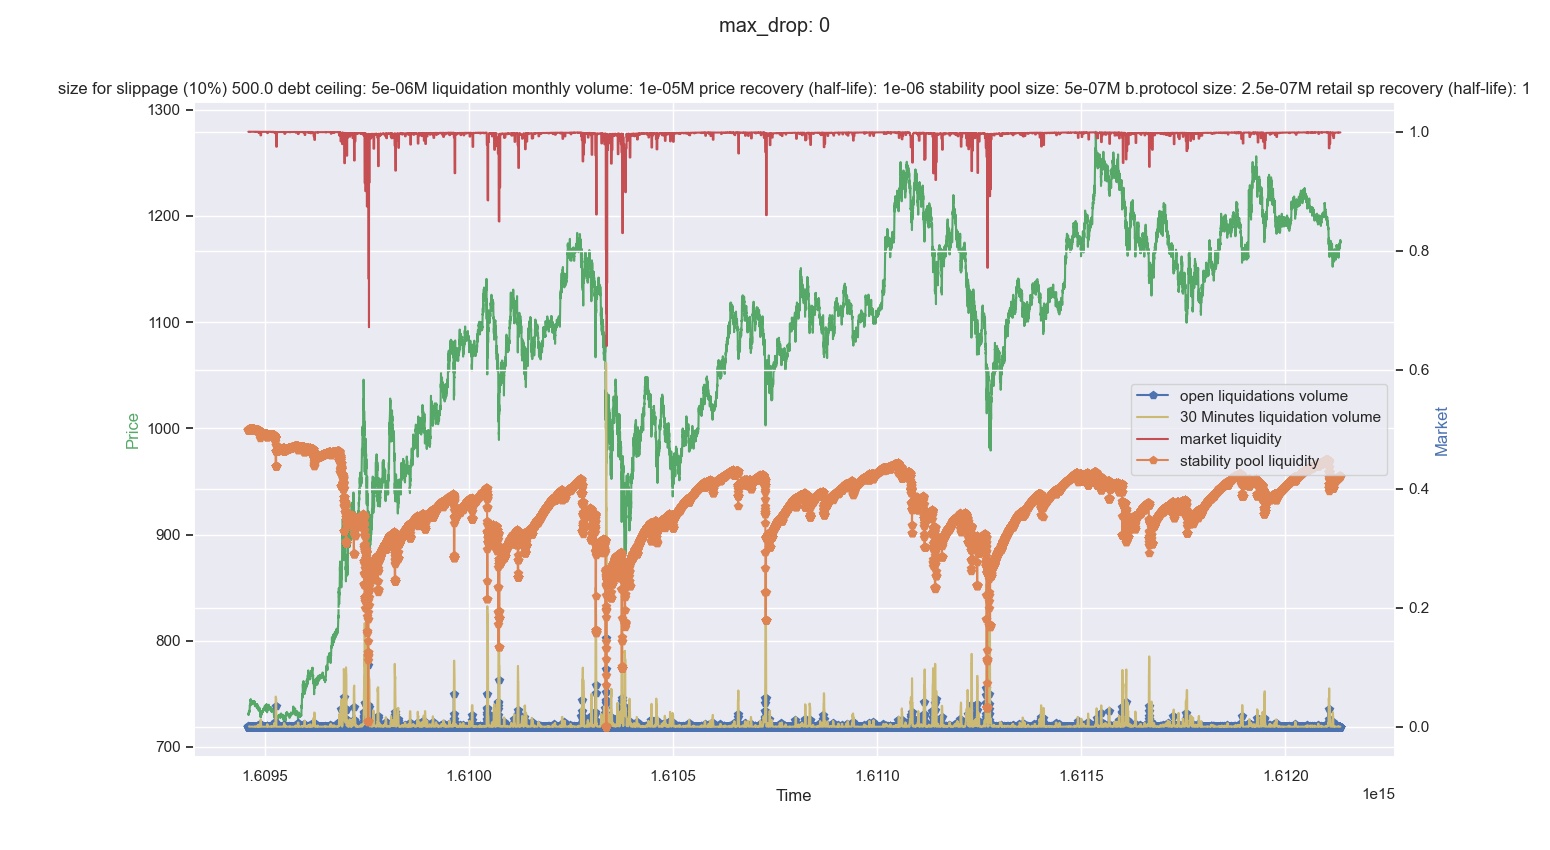 max_drop: 0
size for slippage (10%) 500.0 debt ceiling: 5e-06M liquidation monthly volume: 1e-05M price recovery (half-life): 1e-06 stability pool size: 5e-07M b.protocol size: 2.5e-07M retail sp recovery (half-life): 1
1300
1200
1100
1000
900
800
700
Price
1.0
0.8
0.6
0.4
0.2
0.0
Market
open liquidations volume
30 Minutes liquidation volume
market liquidity
stability pool liquidity
1.6095
1.6100
1.6105
1.6110
1.6115
1.6120
Time
1e15